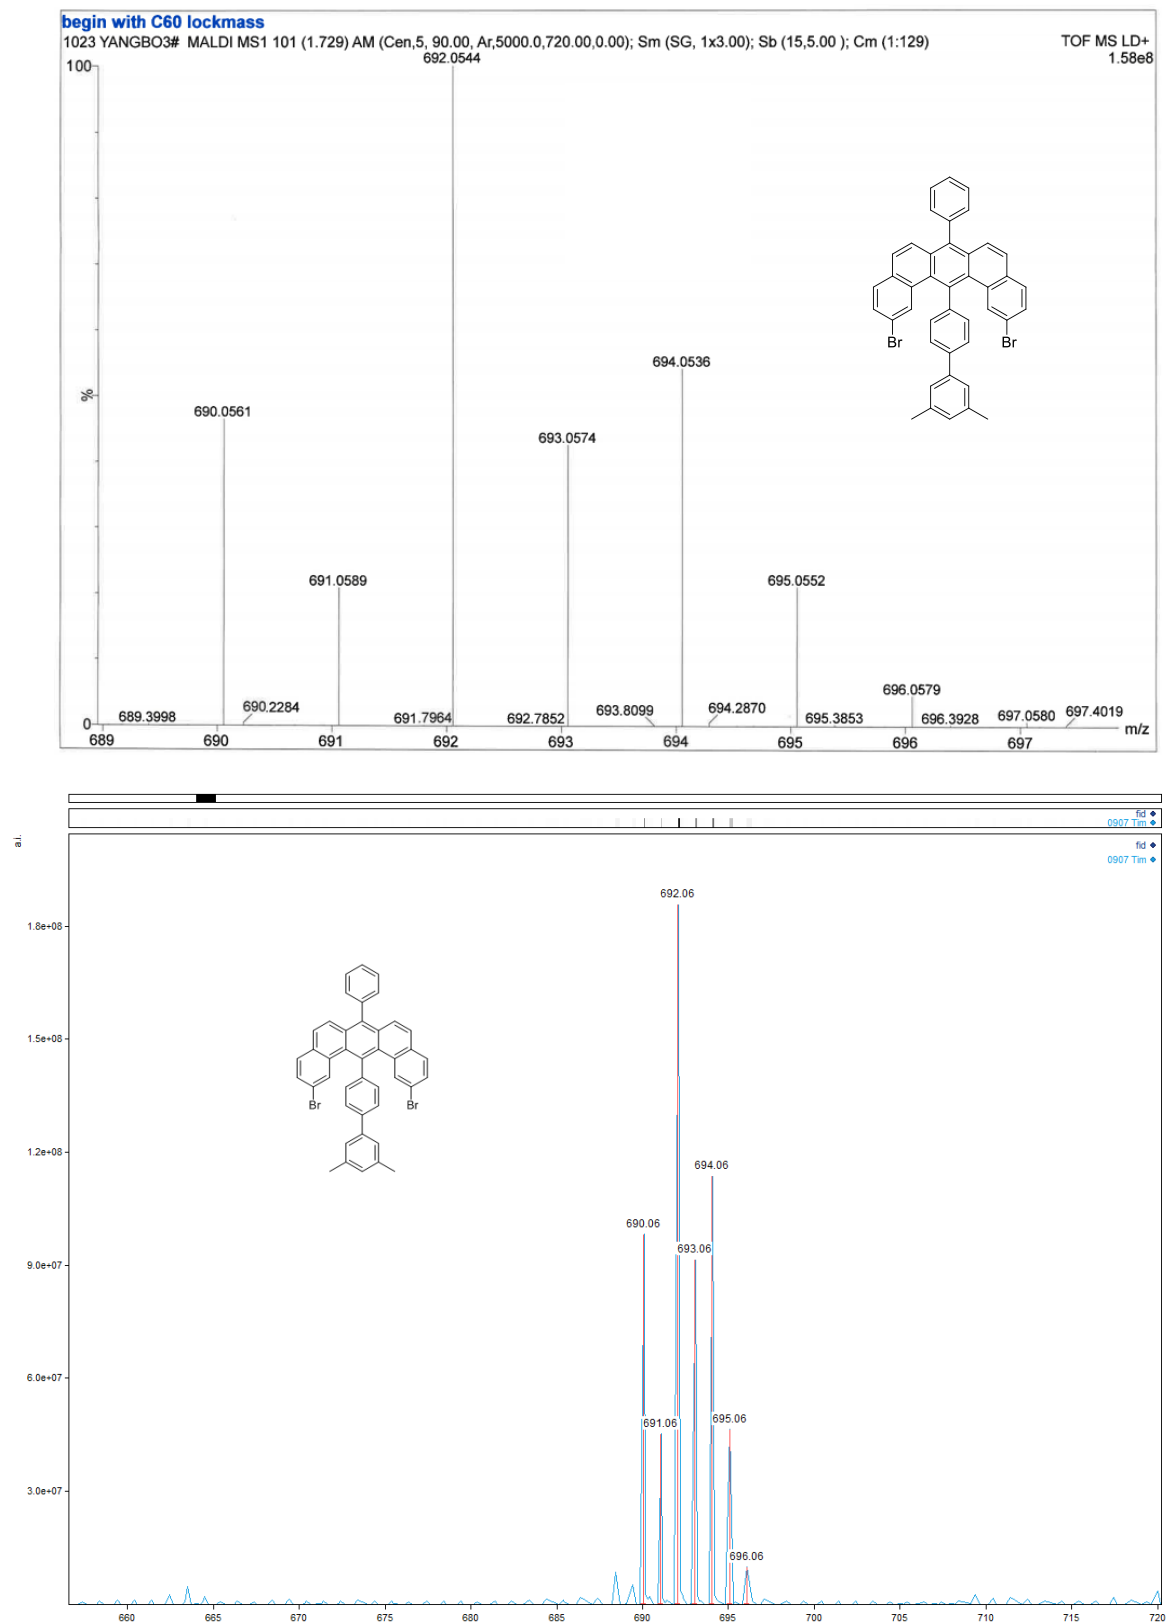 begin with C60 lockmass
1023 YANGBO3# MALDI MS1 101 (1.729) AM (Cen,5, 90.00, Ar,5000.0,720.00,0.00); Sm (SG, 1x3.00); Sb (15,5.00 ); Cm (1:129)
TOF MS LD+
692.0544
1.58e8
100
694.0536
%
690.0561
693.0574
Br
Br
691.0589
695.0552
696.0579
689.3998
690.2284
691.7964
692.7852
693.8099
694.2870
695.3853
696.3928
697.0580
697.4019
0
m/z
689
690
691
692
693
694
695
696
697
fid
0907 Tim
a.i.
fid
0907 Tim
692.06
1.8e+08
1.5e+08
Br
Br
1.2e+08
694.06
690.06
693.06
9.0e+07
6.0e+07
691.06
695.06
3.0e+07
696.06
660
665
670
675
680
685
690
695
700
705
710
715
720